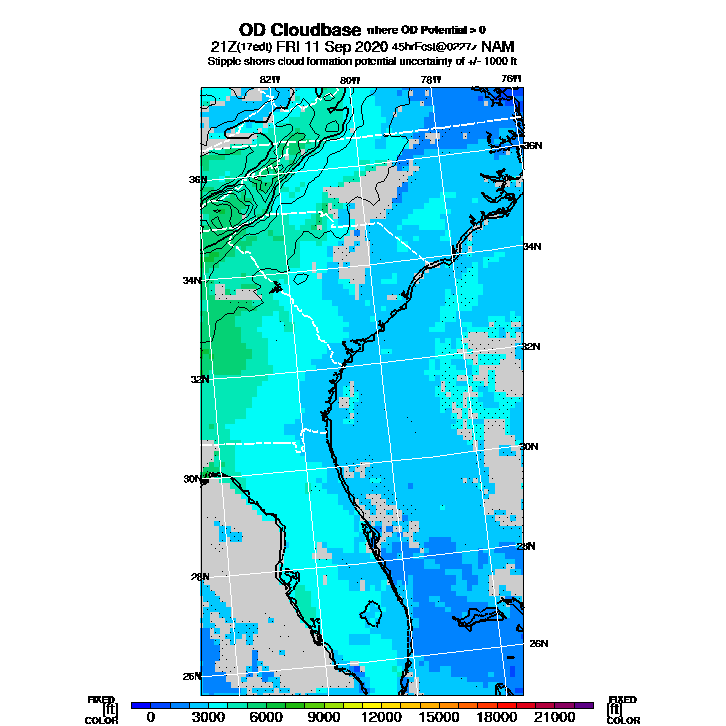 OD Cloudbase where OD Potential > 0
21Z(17edt) FRI 11 Sep 2020 45hrFcst@0227z NAM
Stipple shows cloud formation potential uncertainty of +/- 1000 ft
82W 80W 78W 76W
36N 36N
34N 34N
32N 32N
30N 30N
28N 28N
26N 26N
FIXED FIXED
[ft] [ft]
COLOR COLOR
0 3000 6000 9000 12000 15000 18000 21000